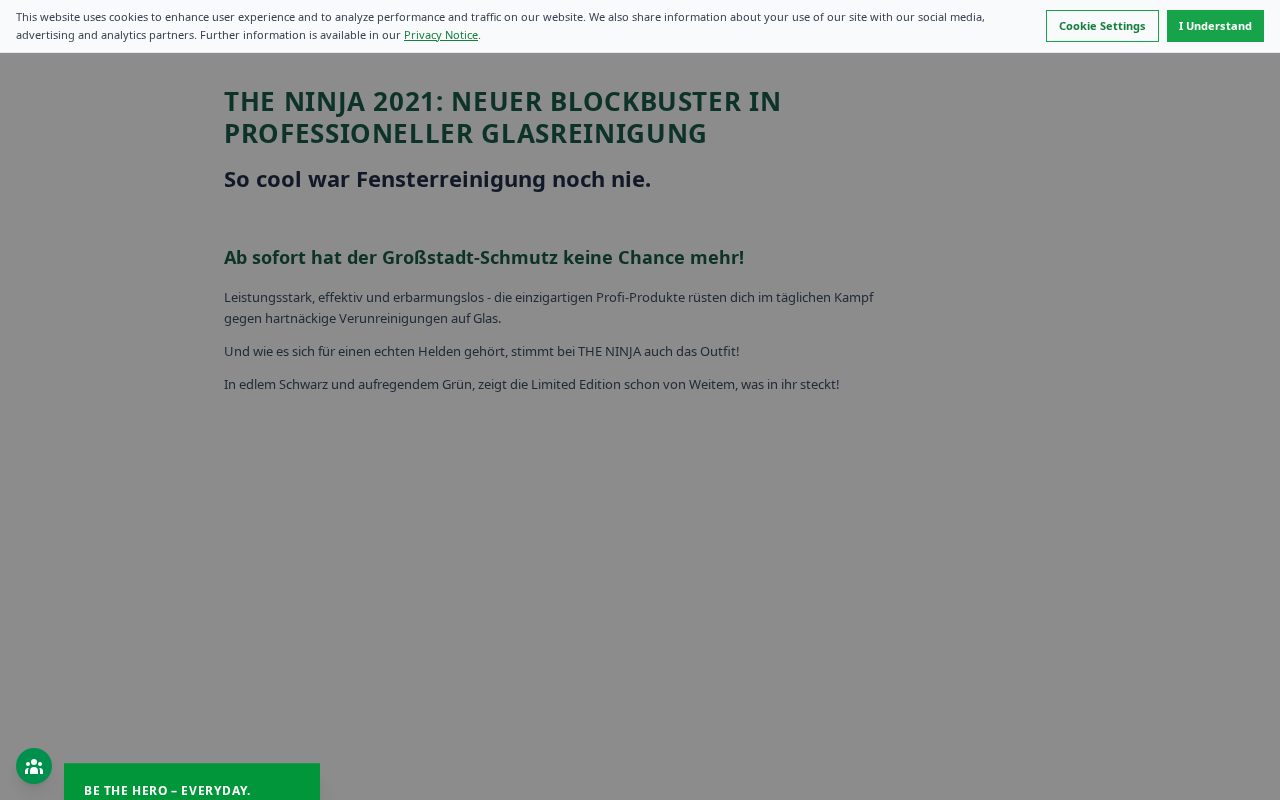 This website uses cookies to enhance user experience and to analyze performance and traffic on our website. We also share information about your use of our site with our social media,
advertising and analytics partners. Further information is available in our Privacy Notice.
Cookie Settings
I Understand
THE NINJA 2021: NEUER BLOCKBUSTER IN
PROFESSIONELLER GLASREINIGUNG
So cool war Fensterreinigung noch nie.
Ab sofort hat der Großstadt-Schmutz keine Chance mehr!
Leistungsstark, effektiv und erbarmungslos - die einzigartigen Profi-Produkte rüsten dich im täglichen Kampf
gegen hartnäckige Verunreinigungen auf Glas.
Und wie es sich für einen echten Helden gehört, stimmt bei THE NINJA auch das Outfit!
In edlem Schwarz und aufregendem Grün, zeigt die Limited Edition schon von Weitem, was in ihr steckt!
BE THE HERO – EVERYDAY.